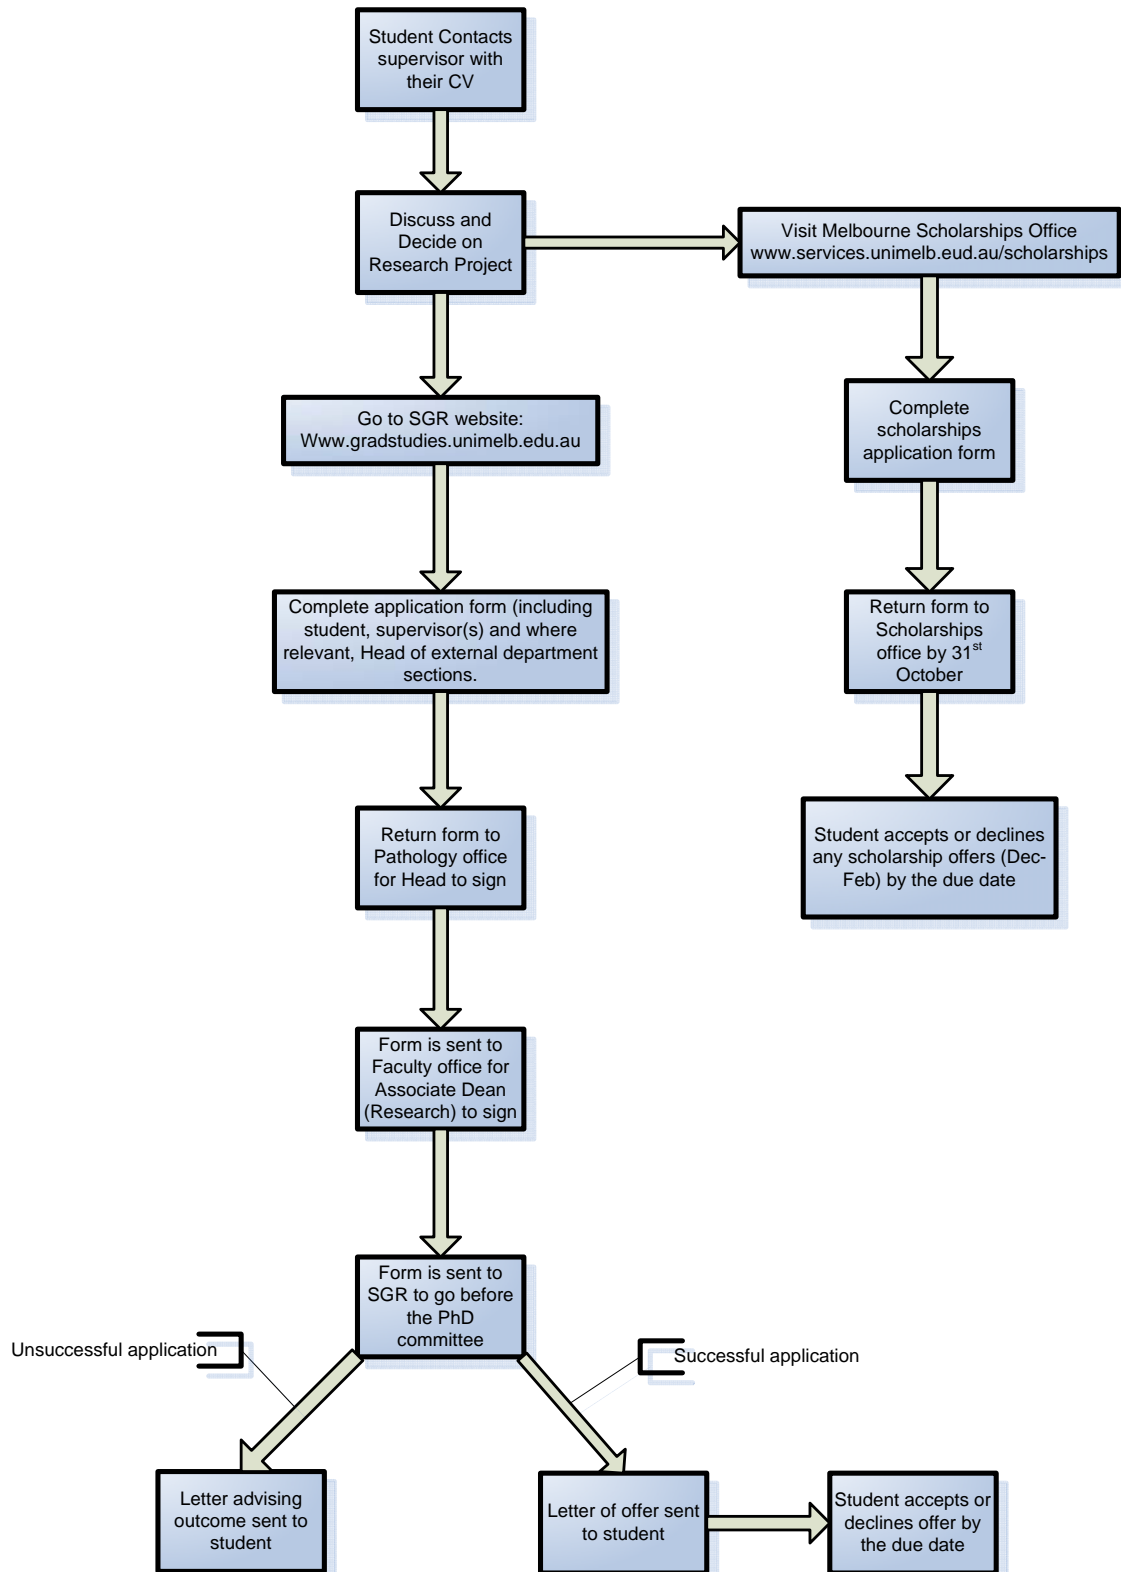 Student Contacts
supervisor with
their CV
Discuss and
Decide on
Research Project
Visit Melbourne Scholarships Office
www.services.unimelb.eud.au/scholarships
Go to SGR website:
Www.gradstudies.unimelb.edu.au
Complete
scholarships
application form
Complete application form (including
student, supervisor(s) and where
relevant, Head of external department
sections.
Return form to
Scholarships
office by 31st
October
Return form to
Pathology office
for Head to sign
Student accepts or declines
any scholarship offers (Dec-
Feb) by the due date
Form is sent to
Faculty office for
Associate Dean
(Research) to sign
Form is sent to
SGR to go before
the PhD
committee
Unsuccessful application
Successful application
Letter advising
outcome sent to
student
Letter of offer sent
to student
Student accepts or
declines offer by
the due date